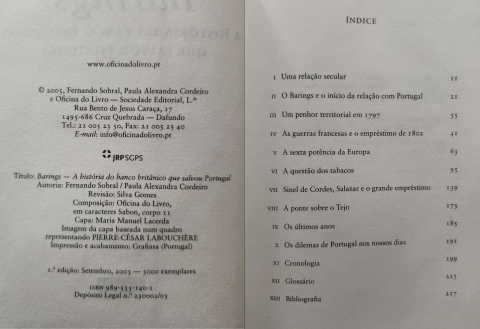 www.oficinadolivro.pt
© 2005, Fernando Sobral, Paula Alexandra Cordeiro
e Oficina do Livro — Sociedade Editorial, L.ª
Rua Bento de Jesus Caraça, 17
1495-686 Cruz Quebrada — Dafundo
Tel.: 21 005 23 50, Fax: 21 005 23 40
E-mail: info@oficinadolivro.pt
JRP SGPS
Título: Barings — A história do banco britânico que salvou Portugal
Autoria: Fernando Sobral / Paula Alexandra Cordeiro
Revisão: Silva Gomes
Composição: Oficina do Livro,
em caracteres Sabon, corpo 11
Capa: Maria Manuel Lacerda
Imagem da capa baseada num quadro
representando PIERRE-CÉSAR LABOUCHÈRE
Impressão e acabamento: Grafiasa (Portugal)
1.ª edição: Setembro, 2005 — 3000 exemplares
ISBN 989-555-140-1
Depósito Legal n.º 230002/05
ÍNDICE
I Uma relação secular 11
II O Barings e o início da relação com Portugal 21
III Um penhor territorial em 1797 35
IV As guerras francesas e o empréstimo de 1802 41
V A sexta potência da Europa 63
VI A questão dos tabacos 95
VII Sinel de Cordes, Salazar e o grande empréstimo 139
VIII A ponte sobre o Tejo 173
IX Os últimos anos 185
X Os dilemas de Portugal nos nossos dias 191
XI Cronologia 199
XII Glossário 213
XIII Bibliografia 217